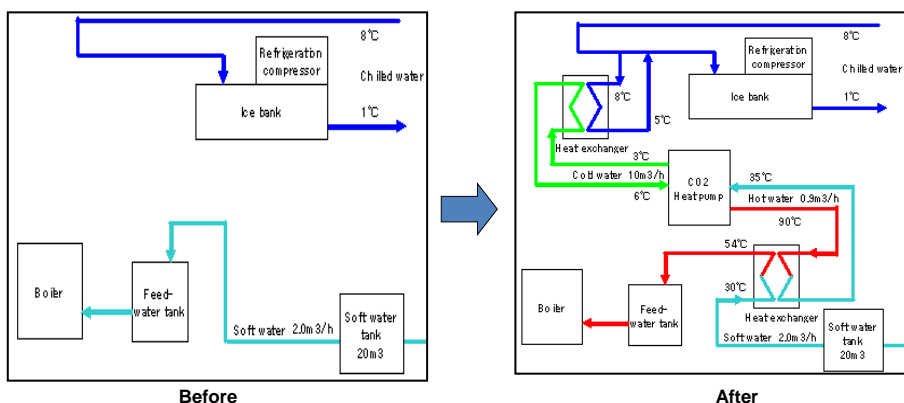 8°C
Refrigeration
compressor
Chilled water
Ice bank
1°C
Boiler
Feed-
water tank
Soft water 2.0m3/h
Soft water
tank
20m3
Before
8°C
Refrigeration
compressor
Chilled water
8°C
Ice bank
1°C
5°C
Heat exchanger
3°C
Cold water 10m3/h
6°C
CO2
Heatpump
35°C
Hot water 0.9m3/h
90°C
54°C
Boiler
Feed-
water tank
30°C
Heat exchanger
Soft water 2.0m3/h
Soft water
tank
20m3
After